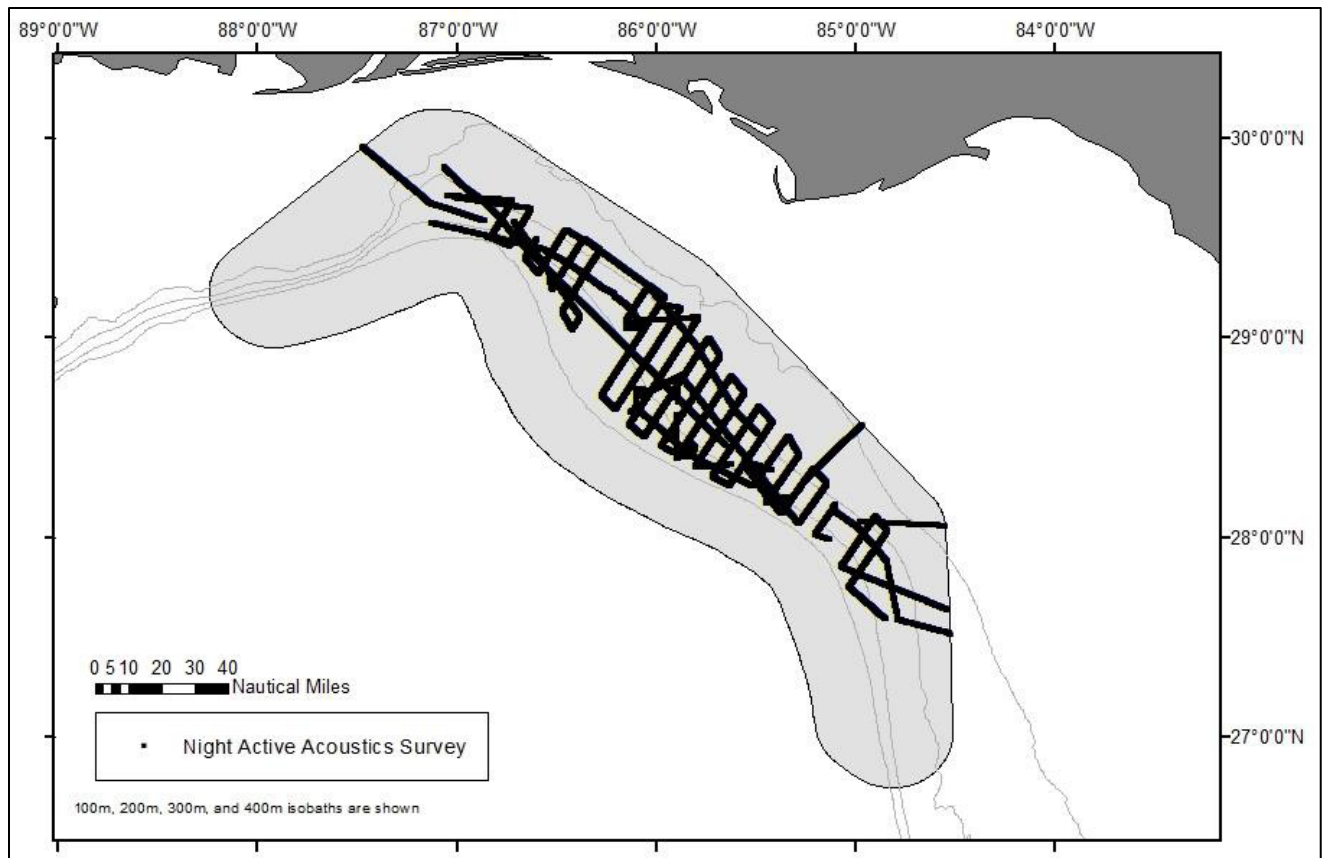 89°0'0"W 88°0'0"W 87°0'0"W 86°0'0"W 85°0'0"W 84°0'0"W
30°0'0"N
29°0'0"N
28°0'0"N
27°0'0"N
0 5 10 20 30 40
Nautical Miles
Night Active Acoustics Survey
100m, 200m, 300m, and 400m isobaths are shown